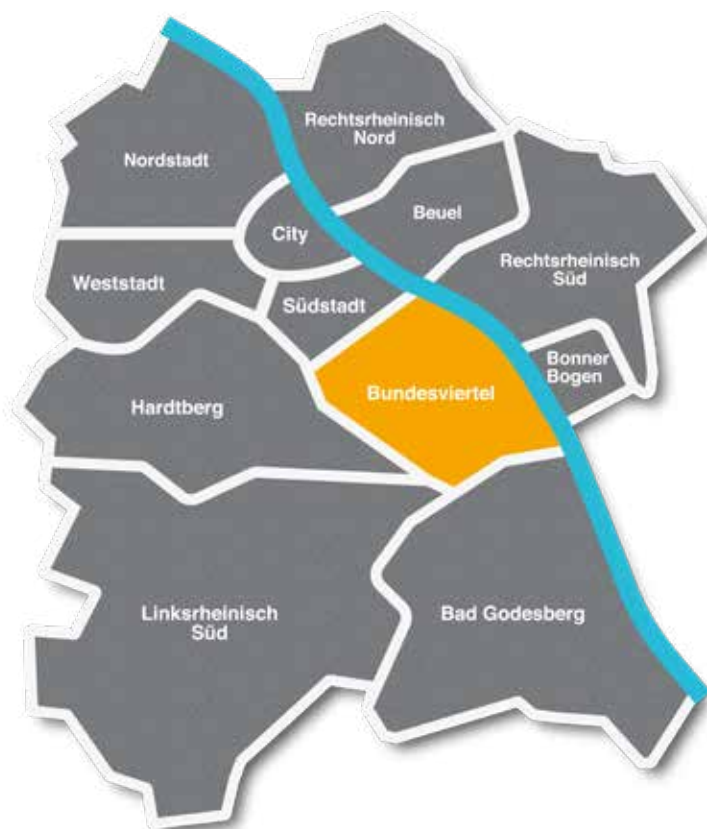 Rechtsrheinisch
Nord
Nordstadt
Beuel
City
Rechtsrheinisch
Süd
Weststadt
Südstadt
Bonner
Bogen
Bundesviertel
Hardtberg
Linksrheinisch
Süd
Bad Godesberg